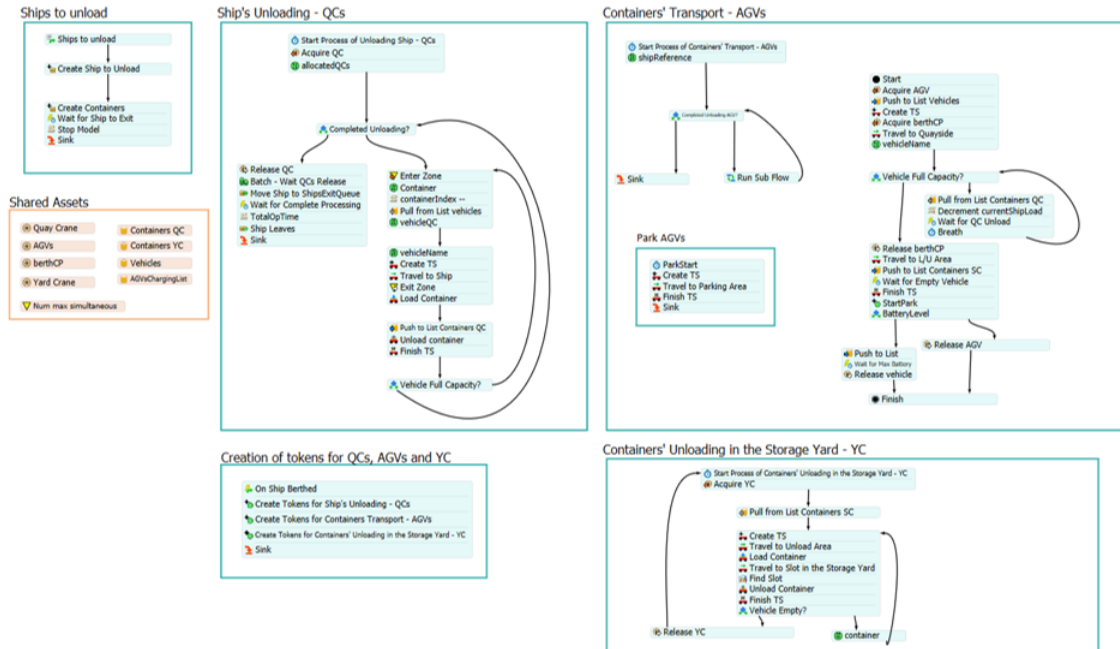 Ships to unload
Ships to unload
Create Ship to Unload
Create Containers
Wait for Ship to Exit
Stop Model
Sink
Shared Assets
Quay Crane
AGVs
berthCP
Yard Crane
Containers QC
Containers YC
Vehicles
AGVsChargingList
Num max simultaneous
Ship's Unloading - QCs
Start Process of Unloading Ship - QCs
Acquire QC
allocatedQCs
Completed Unloading?
Release QC
Batch - Wait QCs Release
Move Ship to ShipsExitQueue
Wait for Complete Processing
TotalOpTime
Ship Leaves
Sink
Enter Zone
Container
containerIndex --
Pull from List vehicles
vehicleQC
vehicleName
Create TS
Travel to Ship
Exit Zone
Load Container
Push to List Containers QC
Unload container
Finish TS
Vehicle Full Capacity?
Creation of tokens for QCs, AGVs and YC
On Ship Berthed
Create Tokens for Ship's Unloading - QCs
Create Tokens for Containers Transport - AGVs
Create Tokens for Containers' Unloading in the Storage Yard - YC
Sink
Containers' Transport - AGVs
Start Process of Containers' Transport - AGVs
shipReference
Completed Unloading AGV?
Sink
Run Sub Flow
Park AGVs
ParkStart
Create TS
Travel to Parking Area
Finish TS
Sink
Start
Acquire AGV
Push to List Vehicles
Create TS
Acquire berthCP
Travel to Quayside
vehicleName
Vehicle Full Capacity?
Pull from List Containers QC
Decrement currentShipLoad
Wait for QC Unload
Breath
Release berthCP
Travel to L/U Area
Push to List Containers SC
Wait for Empty Vehicle
Finish TS
StartPark
BatteryLevel
Push to List
Wait for Max Battery
Release vehicle
Release AGV
Finish
Containers' Unloading in the Storage Yard - YC
Start Process of Containers' Unloading in the Storage Yard - YC
Acquire YC
Pull from List Containers SC
Create TS
Travel to Unload Area
Load Container
Travel to Slot in the Storage Yard
Find Slot
Unload Container
Finish TS
Vehicle Empty?
Release YC
container